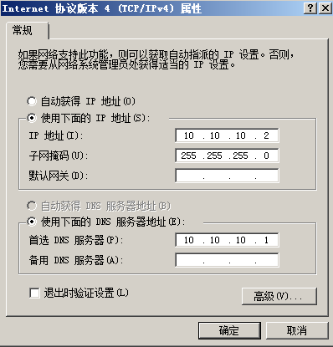 Internet 协议版本 4 (TCP/IPv4) 属性
常规
如果网络支持此功能，则可以获取自动指派的 IP 设置。否则，
您需要从网络系统管理员处获得适当的 IP 设置。
自动获得 IP 地址(O)
使用下面的 IP 地址(S):
IP 地址(I): 10 . 10 . 10 . 2
子网掩码(U): 255 . 255 . 255 . 0
默认网关(D): . . .
自动获得 DNS 服务器地址(B)
使用下面的 DNS 服务器地址(E):
首选 DNS 服务器(P): 10 . 10 . 10 . 1
备用 DNS 服务器(A): . . .
退出时验证设置(L)
高级(V)...
确定 取消